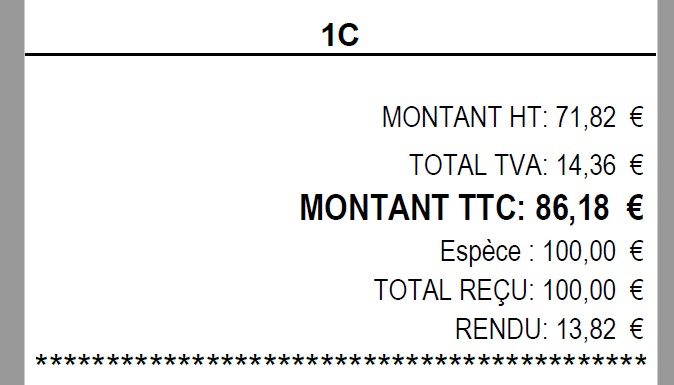 1C
MONTANT HT: 71,82 €
TOTAL TVA: 14,36 €
MONTANT TTC: 86,18 €
Espèce : 100,00 €
TOTAL REÇU: 100,00 €
RENDU: 13,82 €
********************************************